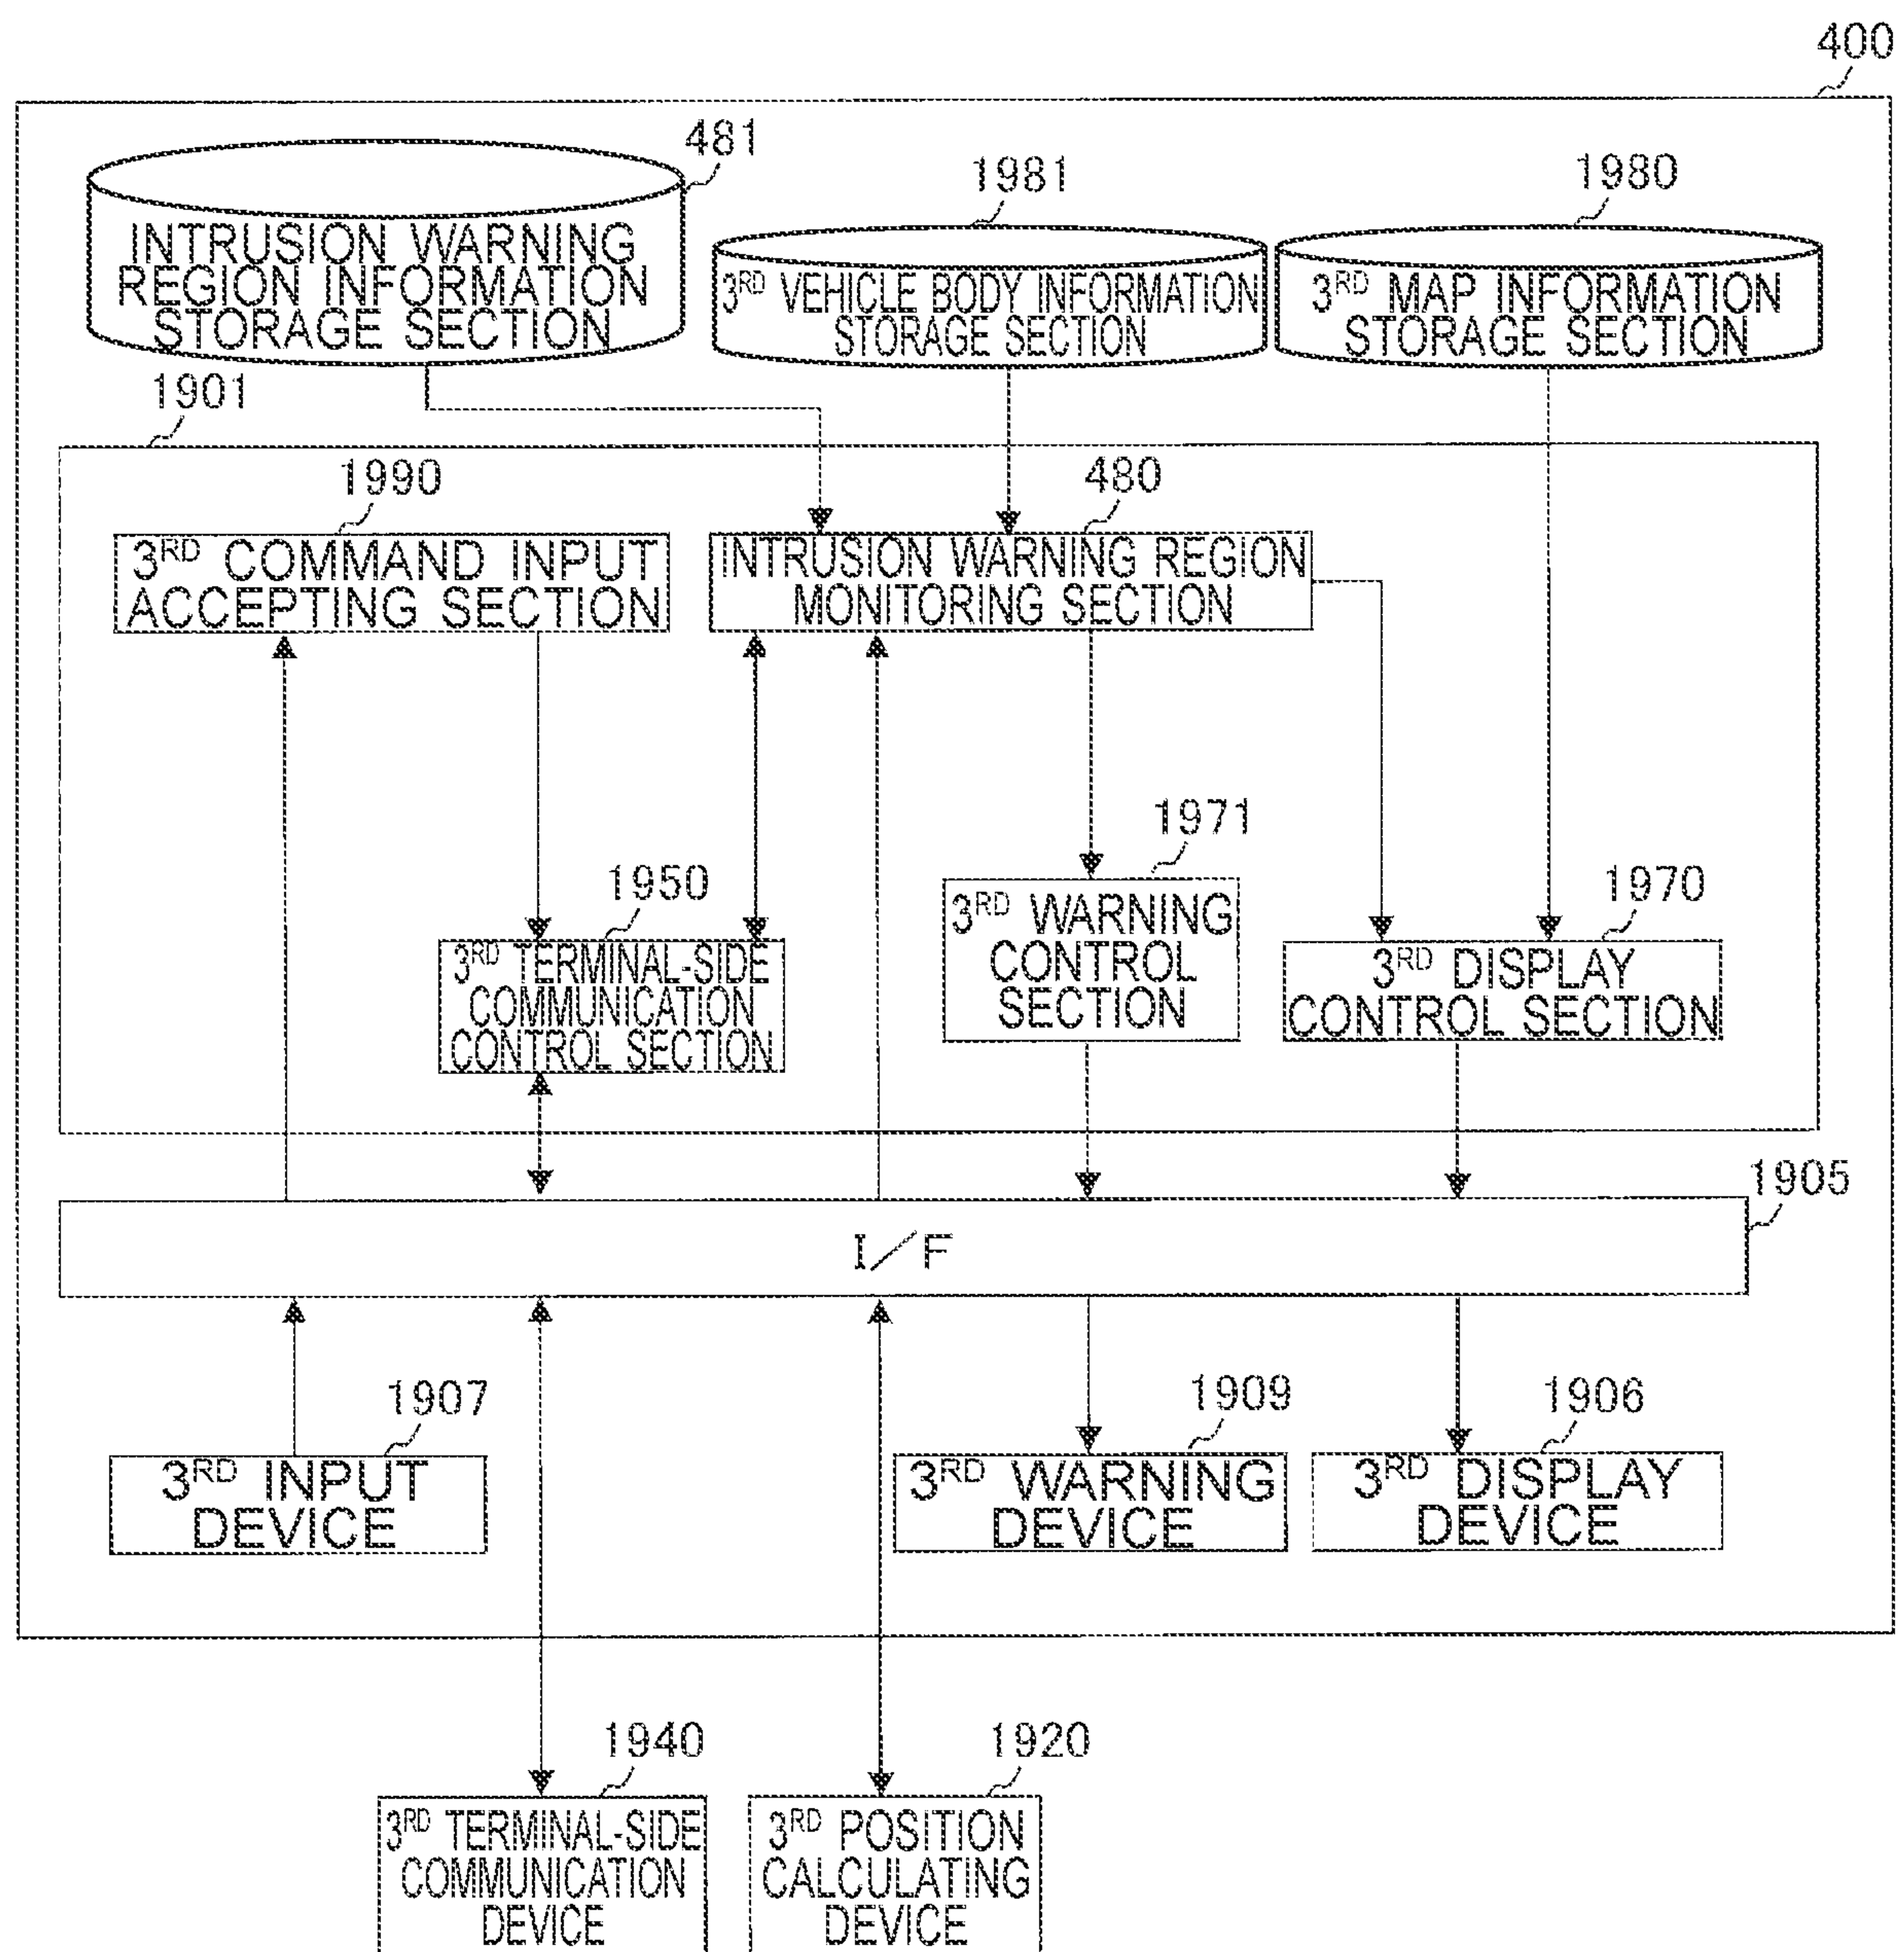 400
481
INTRUSION WARNING
REGION INFORMATION
STORAGE SECTION
1981
3RD VEHICLE BODY INFORMATION
STORAGE SECTION
1980
3RD MAP INFORMATION
STORAGE SECTION
1901
1990
3RD COMMAND INPUT
ACCEPTING SECTION
480
INTRUSION WARNING REGION
MONITORING SECTION
1950
3RD TERMINAL-SIDE
COMMUNICATION
CONTROL SECTION
1971
3RD WARNING
CONTROL
SECTION
1970
3RD DISPLAY
CONTROL SECTION
1905
I/F
1907
3RD INPUT
DEVICE
1909
3RD WARNING
DEVICE
1906
3RD DISPLAY
DEVICE
1940
3RD TERMINAL-SIDE
COMMUNICATION
DEVICE
1920
3RD POSITION
CALCULATING
DEVICE